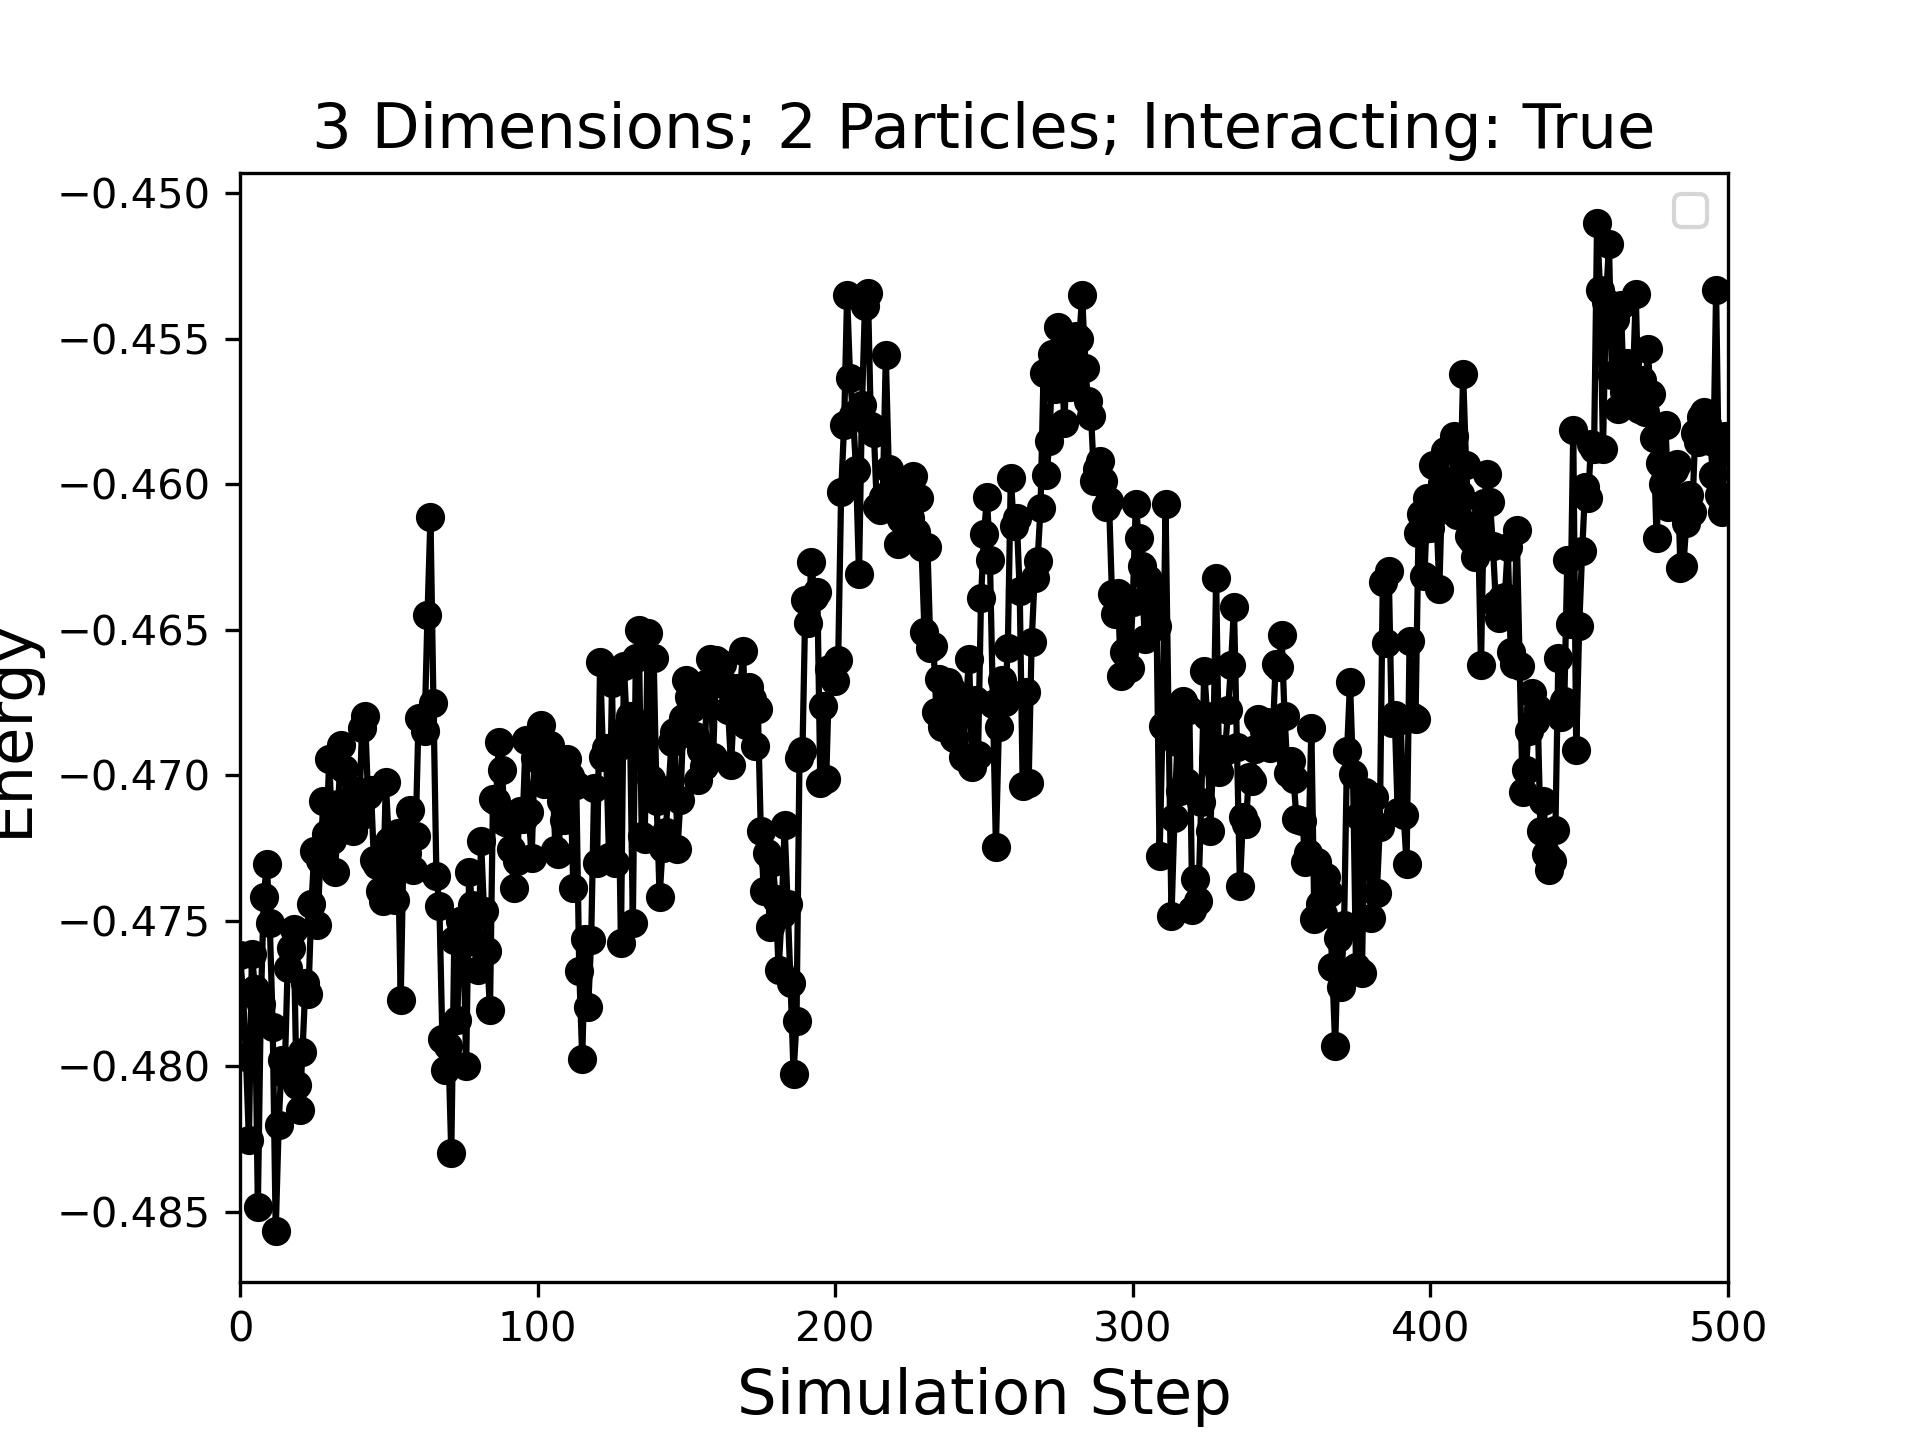 3 Dimensions; 2 Particles; Interacting: True
−0.450
−0.455
−0.460
−0.465
−0.470
−0.475
−0.480
−0.485
Energy
0 100 200 300 400 500
Simulation Step